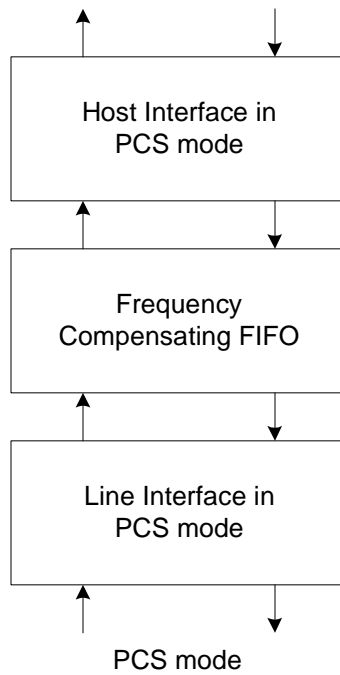 Host Interface in
PCS mode
Frequency
Compensating FIFO
Line Interface in
PCS mode
PCS mode